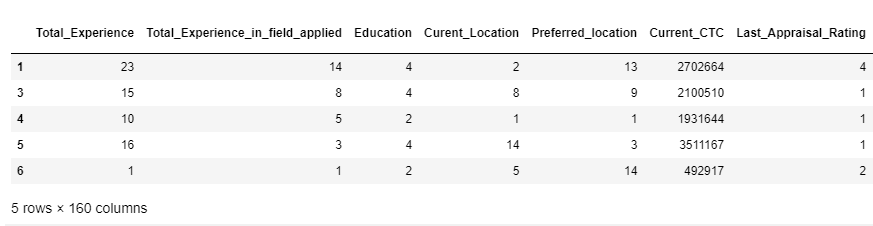 Total_Experience Total_Experience_in_field_applied Education Curent_Location Preferred_location Current_CTC Last_Appraisal_Rating
1 23 14 4 2 13 2702664 4
3 15 8 4 8 9 2100510 1
4 10 5 2 1 1 1931644 1
5 16 3 4 14 3 3511167 1
6 1 1 2 5 14 492917 2
5 rows × 160 columns